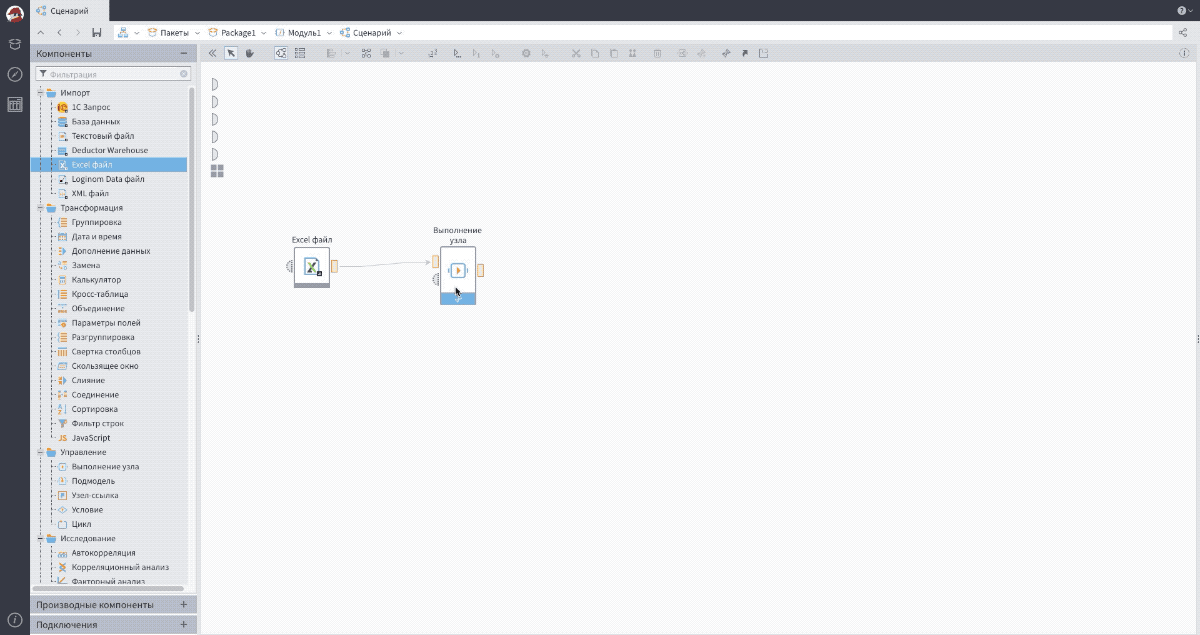 Сценарий
Пакеты
Package1
Модуль1
Сценарий
Компоненты
Фильтрация
Импорт
1С Запрос
База данных
Текстовый файл
Deductor Warehouse
Excel файл
Loginom Data файл
XML файл
Трансформация
Группировка
Дата и время
Дополнение данных
Замена
Калькулятор
Кросс-таблица
Объединение
Параметры полей
Разгруппировка
Свертка столбцов
Скользящее окно
Слияние
Соединение
Сортировка
Фильтр строк
JS JavaScript
Управление
Выполнение узла
Подмодель
Узел-ссылка
Условие
Цикл
Исследование
Автокорреляция
Корреляционный анализ
Факторный анализ
Производные компоненты
Подключения
Excel файл
Выполнение
узла